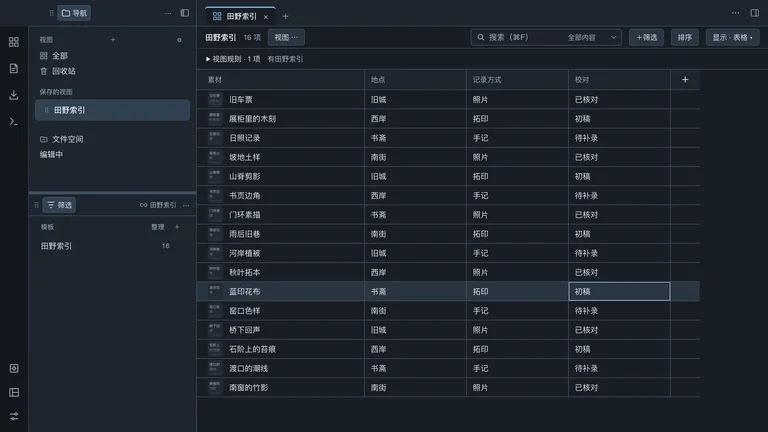 导航
视图
全部
回收站
保存的视图
田野索引
文件空间
编辑中
筛选
田野索引
模板 整理
田野索引 16
田野索引
田野索引 16 项 视图
搜索（⌘F） 全部内容
+筛选
排序
显示 · 表格
视图规则 · 1 项 有田野索引
素材 地点 记录方式 校对
旧车票 旧城 照片 已核对
展柜里的木刻 西岸 拓印 初稿
日照记录 书斋 手记 待补录
坡地土样 南街 照片 已核对
山脊剪影 旧城 拓印 初稿
书页边角 西岸 手记 待补录
门环素描 书斋 照片 已核对
雨后旧巷 南街 拓印 初稿
河岸植被 旧城 手记 待补录
秋叶拓本 西岸 照片 已核对
蓝印花布 书斋 拓印 初稿
窑口色样 南街 手记 待补录
桥下回声 旧城 照片 已核对
石阶上的苔痕 西岸 拓印 初稿
渡口的潮线 书斋 手记 待补录
南窗的竹影 南街 照片 已核对